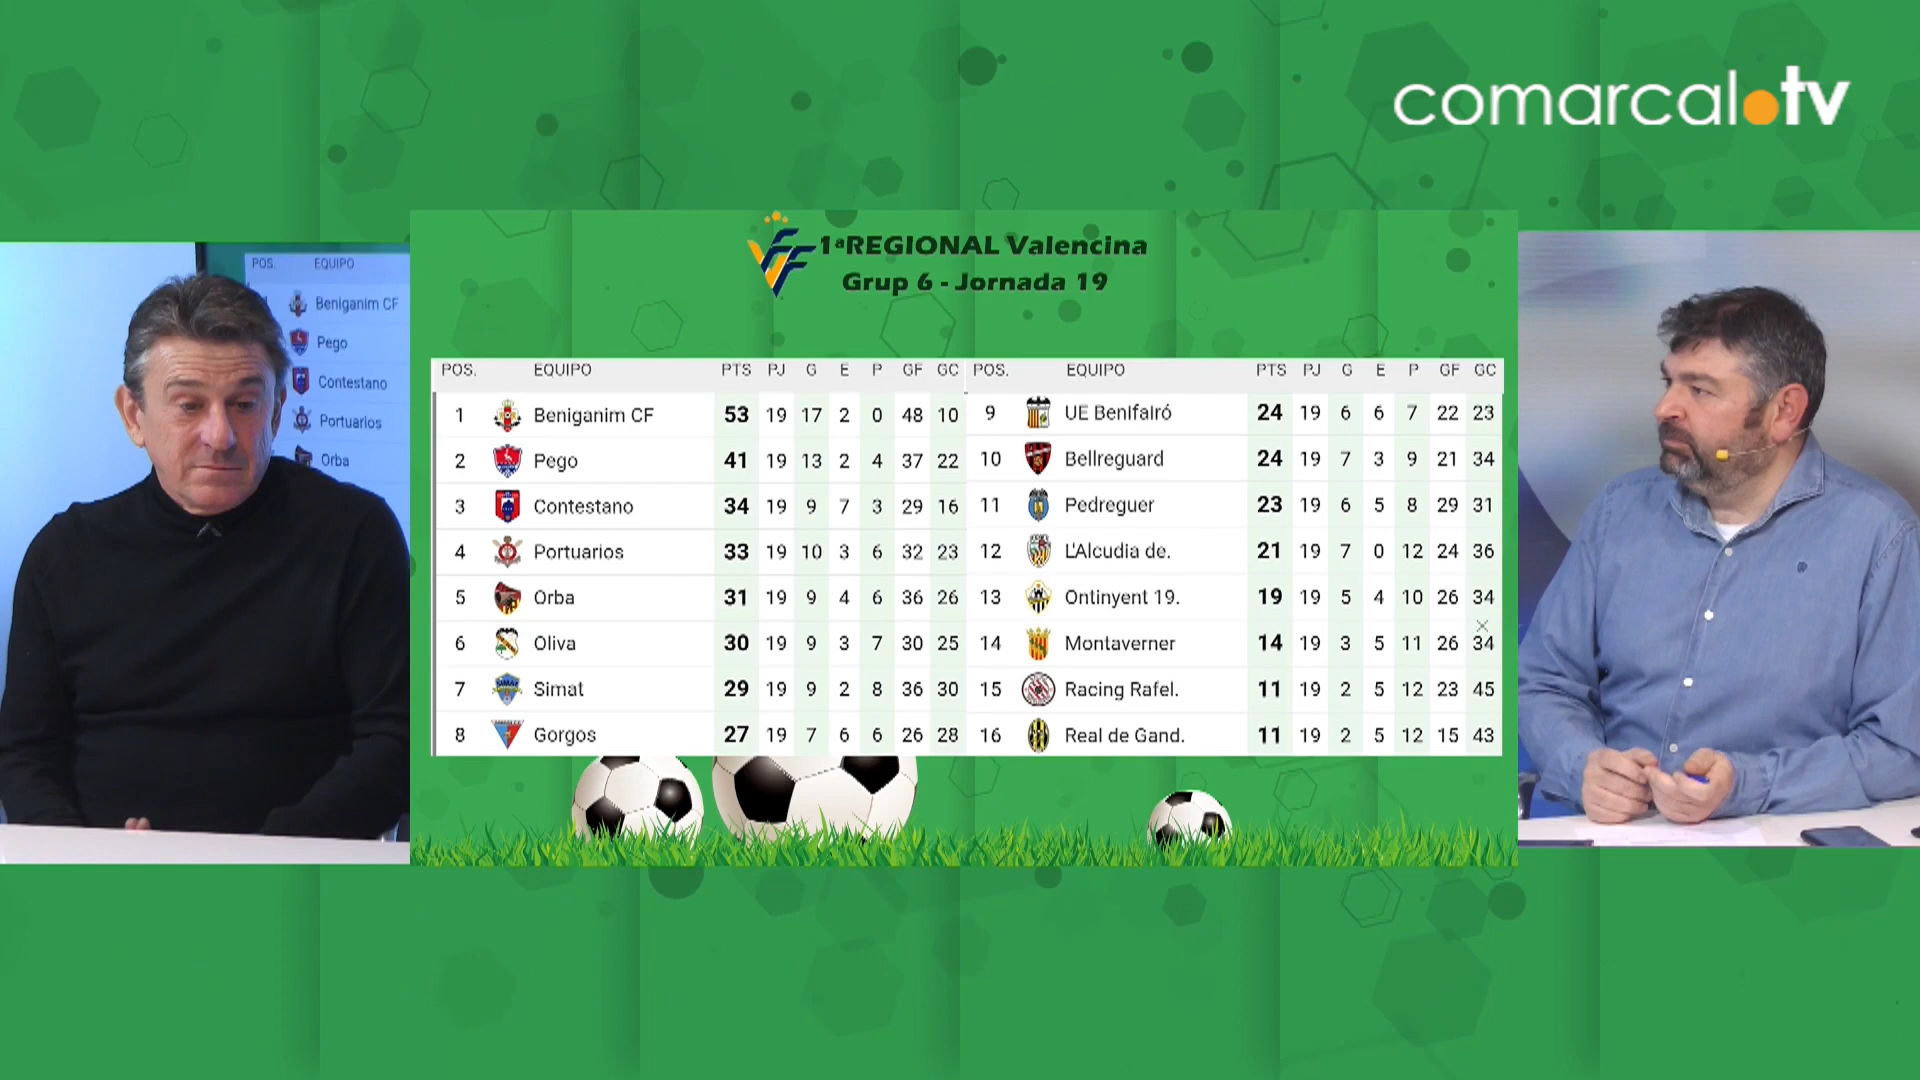 comarcal.tv
1ªREGIONAL Valencina
Grup 6 - Jornada 19
POS. EQUIPO
Beniganim CF
Pego
Contestano
Portuarios
Orba
POS. EQUIPO PTS PJ G E P GF GC
1 Beniganim CF 53 19 17 2 0 48 10
2 Pego 41 19 13 2 4 37 22
3 Contestano 34 19 9 7 3 29 16
4 Portuarios 33 19 10 3 6 32 23
5 Orba 31 19 9 4 6 36 26
6 Oliva 30 19 9 3 7 30 25
7 Simat 29 19 9 2 8 36 30
8 Gorgos 27 19 7 6 6 26 28
POS. EQUIPO PTS PJ G E P GF GC
9 UE Benifairó 24 19 6 6 7 22 23
10 Bellreguard 24 19 7 3 9 21 34
11 Pedreguer 23 19 6 5 8 29 31
12 L'Alcudia de. 21 19 7 0 12 24 36
13 Ontinyent 19. 19 19 5 4 10 26 34
14 Montaverner 14 19 3 5 11 26 34
15 Racing Rafel. 11 19 2 5 12 23 45
16 Real de Gand. 11 19 2 5 12 15 43